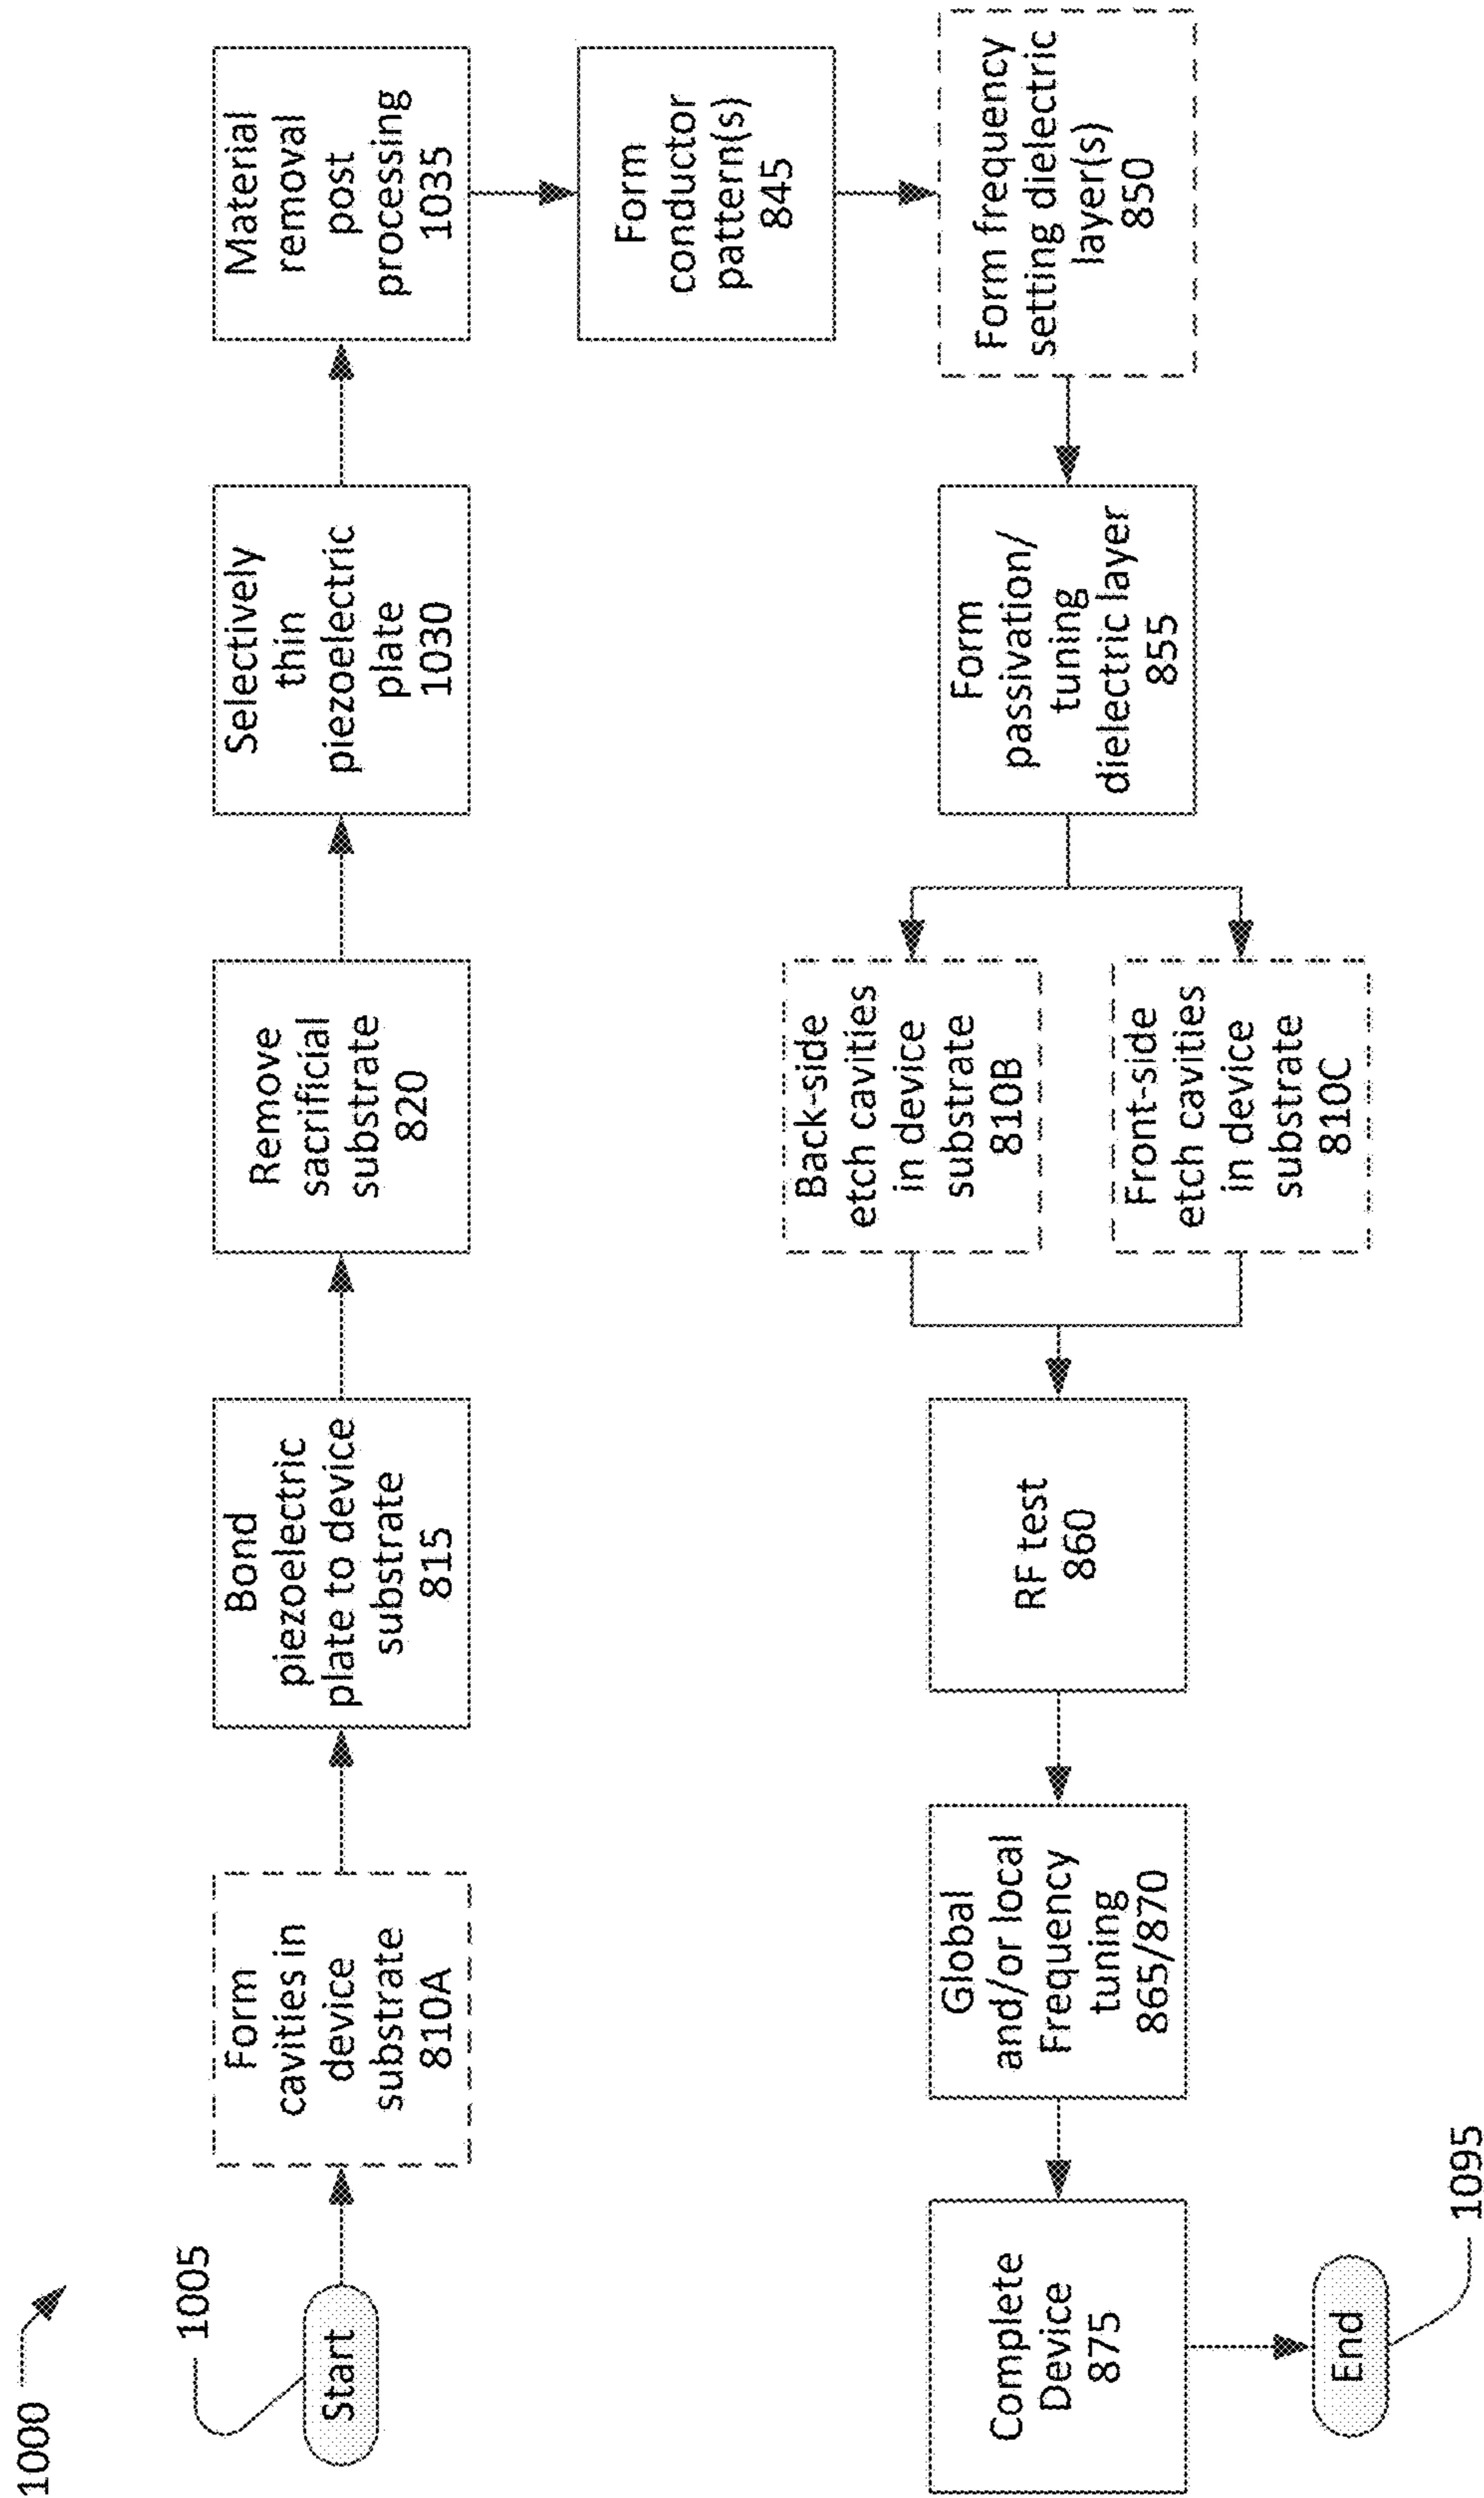 1000
1005
Start
Form
cavities in
device
substrate
810A
Bond
piezoelectric
plate to device
substrate
815
Remove
sacrificial
substrate
820
Selectively
thin
piezoelectric
plate
1030
Material
removal
post
processing
1035
Form
conductor
pattern(s)
845
Form frequency
setting dielectric
layer(s)
850
Form
passivation/
tuning
dielectric layer
855
Back-side
etch cavities
in device
substrate
810B
Front-side
etch cavities
in device
substrate
810C
RF test
860
Global
and/or local
Frequency
tuning
865/870
Complete
Device
875
End
1095